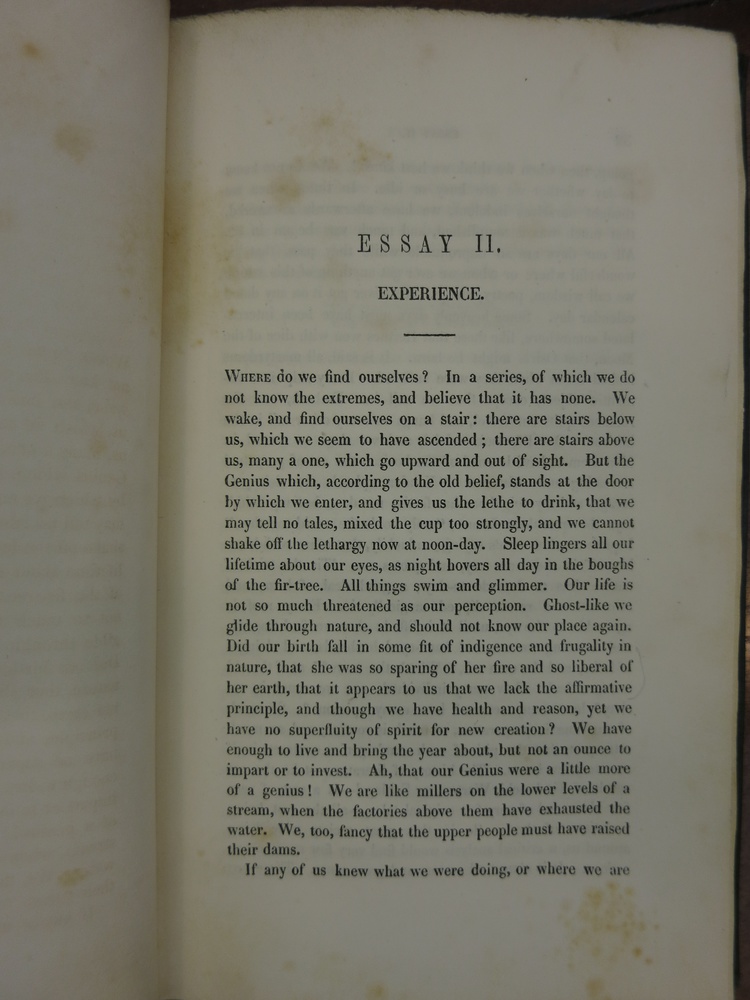 ESSAY II.
EXPERIENCE.
WHERE do we find ourselves? In a series, of which we do
not know the extremes, and believe that it has none. We
wake, and find ourselves on a stair: there are stairs below
us, which we seem to have ascended; there are stairs above
us, many a one, which go upward and out of sight. But the
Genius which, according to the old belief, stands at the door
by which we enter, and gives us the lethe to drink, that we
may tell no tales, mixed the cup too strongly, and we cannot
shake off the lethargy now at noon-day. Sleep lingers all our
lifetime about our eyes, as night hovers all day in the boughs
of the fir-tree. All things swim and glimmer. Our life is
not so much threatened as our perception. Ghost-like we
glide through nature, and should not know our place again.
Did our birth fall in some fit of indigence and frugality in
nature, that she was so sparing of her fire and so liberal of
her earth, that it appears to us that we lack the affirmative
principle, and though we have health and reason, yet we
have no superfluity of spirit for new creation? We have
enough to live and bring the year about, but not an ounce to
impart or to invest. Ah, that our Genius were a little more
of a genius! We are like millers on the lower levels of a
stream, when the factories above them have exhausted the
water. We, too, fancy that the upper people must have raised
their dams.
If any of us knew what we were doing, or where we are